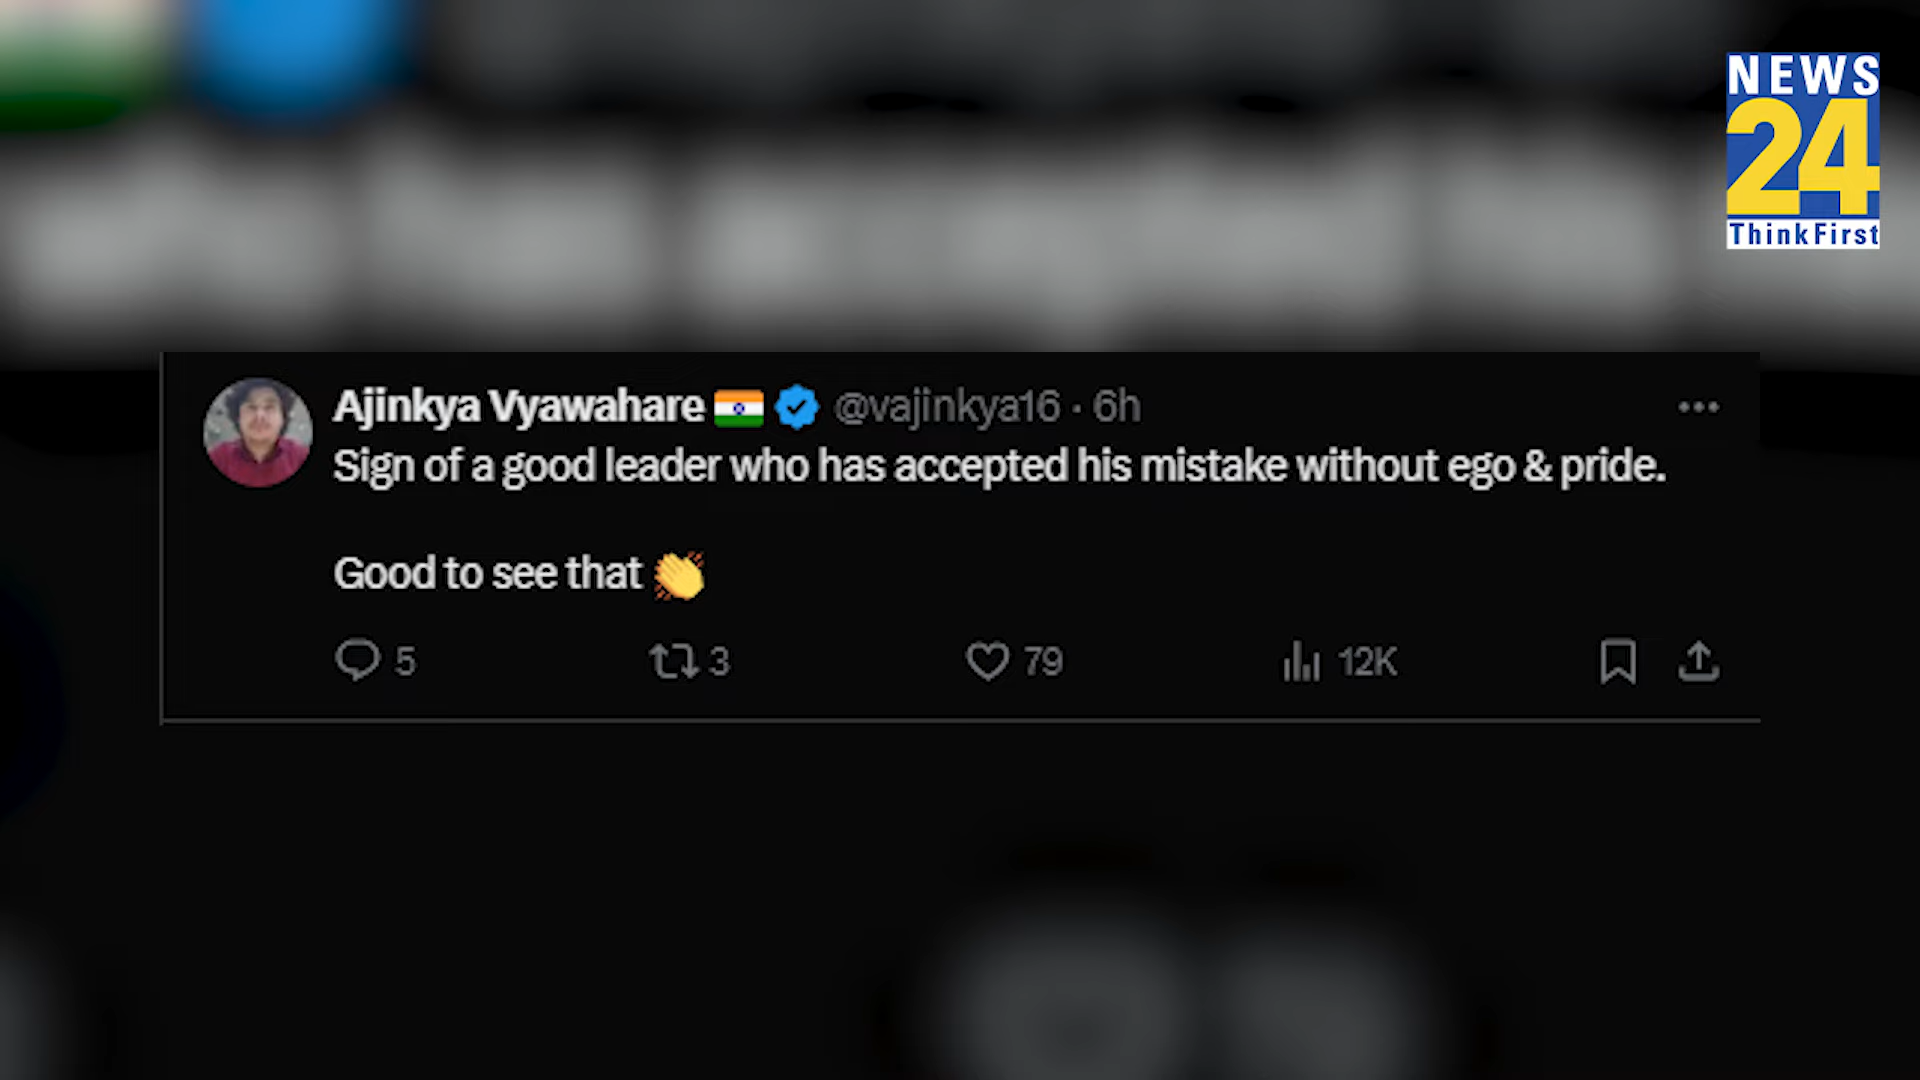 NEWS
24
ThinkFirst
Ajinkya Vyawahare 🇮🇳 @vajinkya16 · 6h
Sign of a good leader who has accepted his mistake without ego & pride.
Good to see that 👏
5 3 79 12K